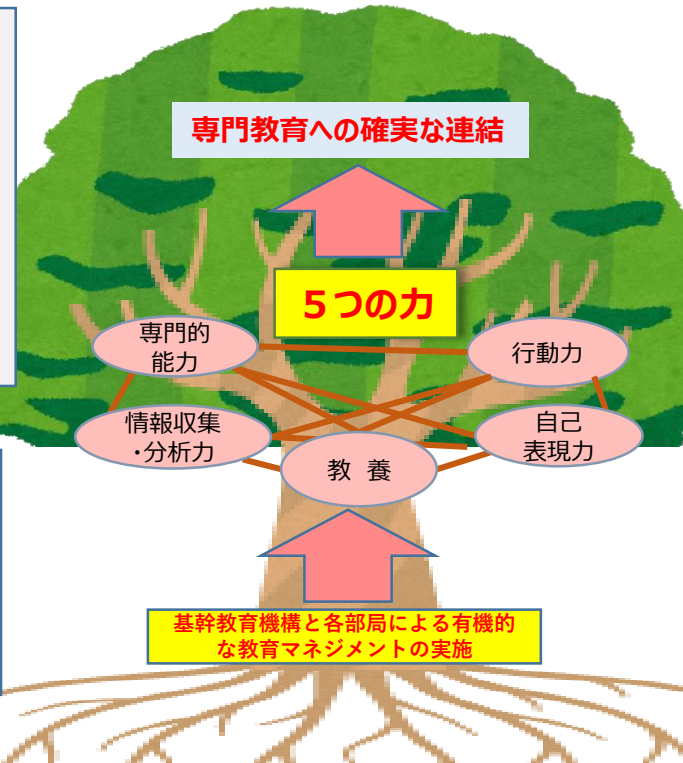 専門教育への確実な連結
５つの力
専門的
能力
行動力
情報収集
・分析力
自己
表現力
教 養
基幹教育機構と各部局による有機的
な教育マネジメントの実施